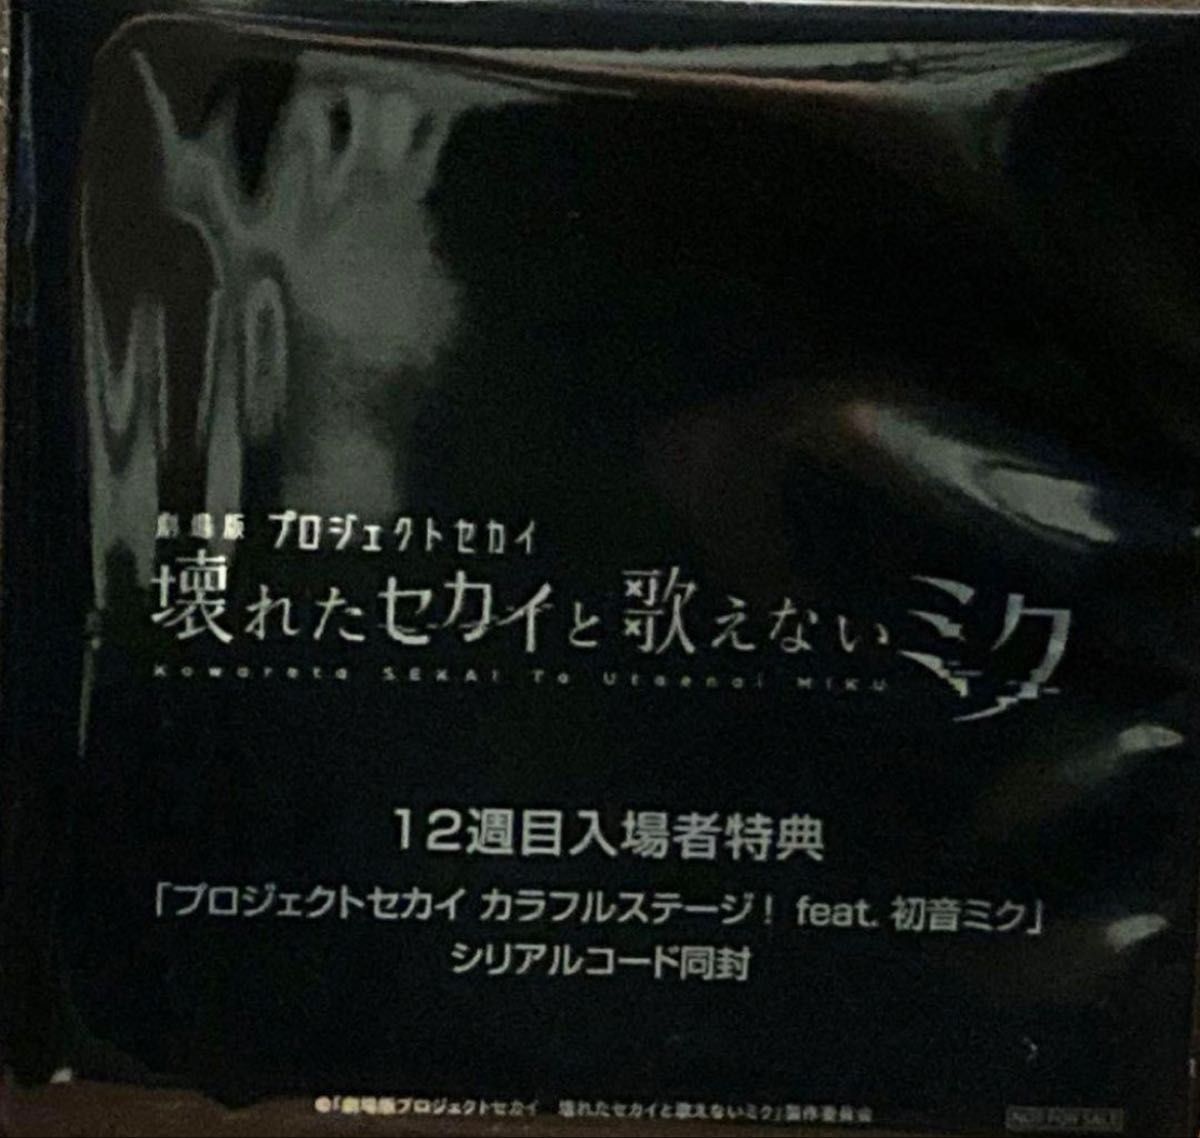 劇場版 プロジェクトセカイ
壊れたセカイと歌えないミク
Kowareta SEKAI To Utaenai MIKU
12週目入場者特典
「プロジェクトセカイ カラフルステージ! feat. 初音ミク」
シリアルコード同封
©「劇場版プロジェクトセカイ 壊れたセカイと歌えないミク」製作委員会
NOT FOR SALE